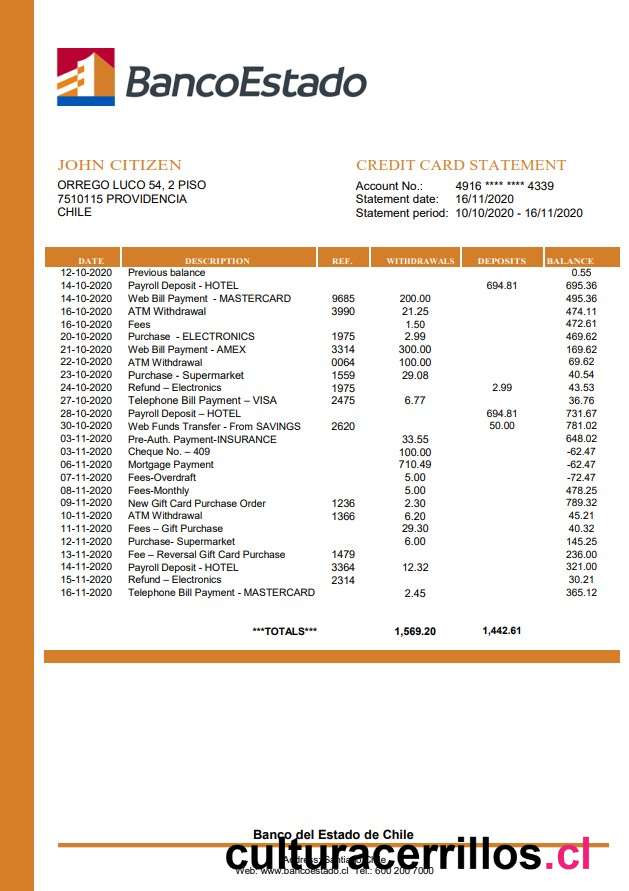 BancoEstado
JOHN CITIZEN
ORREGO LUCO 54, 2 PISO
7510115 PROVIDENCIA
CHILE
CREDIT CARD STATEMENT
Account No.: 4916 **** **** 4339
Statement date: 16/11/2020
Statement period: 10/10/2020 - 16/11/2020
DATE DESCRIPTION REF. WITHDRAWALS DEPOSITS BALANCE
12-10-2020 Previous balance 0.55
14-10-2020 Payroll Deposit - HOTEL 694.81 695.36
14-10-2020 Web Bill Payment - MASTERCARD 9685 200.00 495.36
16-10-2020 ATM Withdrawal 3990 21.25 474.11
16-10-2020 Fees 1.50 472.61
20-10-2020 Purchase - ELECTRONICS 1975 2.99 469.62
21-10-2020 Web Bill Payment - AMEX 3314 300.00 169.62
22-10-2020 ATM Withdrawal 0064 100.00 69.62
23-10-2020 Purchase - Supermarket 1559 29.08 40.54
24-10-2020 Refund – Electronics 1975 2.99 43.53
27-10-2020 Telephone Bill Payment – VISA 2475 6.77 36.76
28-10-2020 Payroll Deposit – HOTEL 694.81 731.67
30-10-2020 Web Funds Transfer - From SAVINGS 2620 50.00 781.02
03-11-2020 Pre-Auth. Payment-INSURANCE 33.55 648.02
03-11-2020 Cheque No. – 409 100.00 -62.47
06-11-2020 Mortgage Payment 710.49 -62.47
07-11-2020 Fees-Overdraft 5.00 -72.47
08-11-2020 Fees-Monthly 5.00 478.25
09-11-2020 New Gift Card Purchase Order 1236 2.30 789.32
10-11-2020 ATM Withdrawal 1366 6.20 45.21
11-11-2020 Fees – Gift Purchase 29.30 40.32
12-11-2020 Purchase- Supermarket 6.00 145.25
13-11-2020 Fee – Reversal Gift Card Purchase 1479 236.00
14-11-2020 Payroll Deposit - HOTEL 3364 12.32 321.00
15-11-2020 Refund – Electronics 2314 30.21
16-11-2020 Telephone Bill Payment - MASTERCARD 2.45 365.12
***TOTALS*** 1,569.20 1,442.61
Banco del Estado de Chile
culturacerrillos.cl
Address: Santiago Chile
Web: www.bancoestado.cl Tel.: 600 200 7000